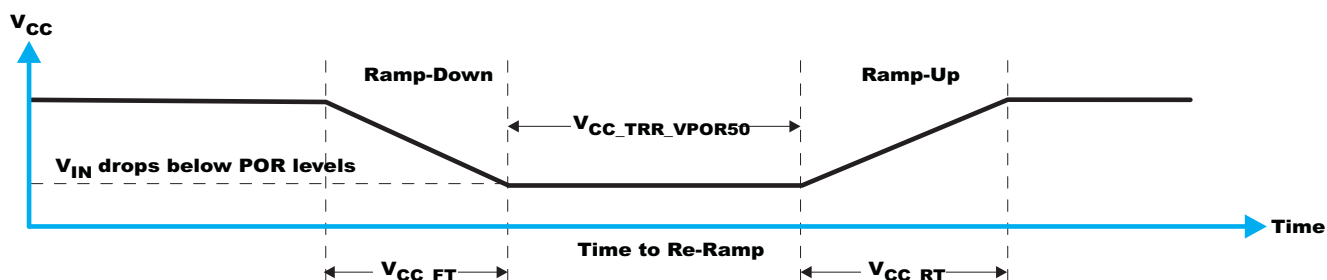 VCC
Ramp-Down
Ramp-Up
VCC_TRR_VPOR50
VIN drops below POR levels
Time
Time to Re-Ramp
VCC_FT
VCC_RT